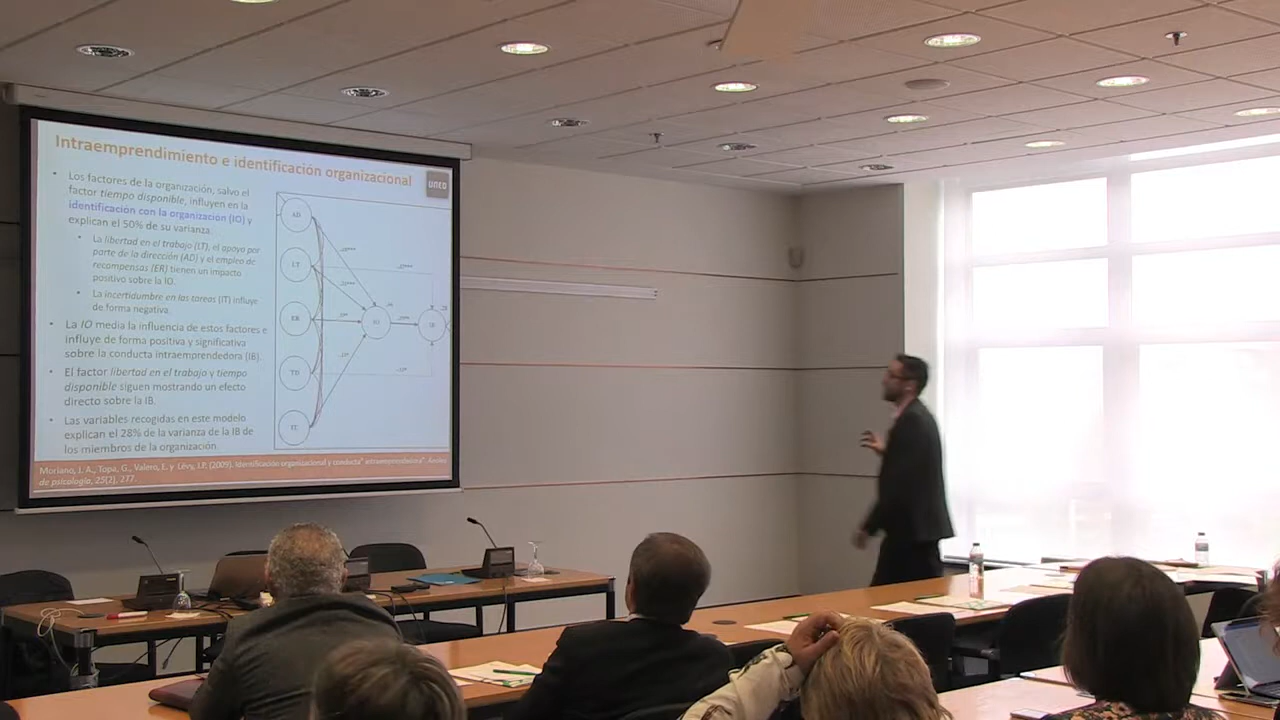 Intraemprendimiento e identificación organizacional
UNED
• Los factores de la organización, salvo el
factor tiempo disponible, influyen en la
identificación con la organización (IO) y
explican el 50% de su varianza.
• La libertad en el trabajo (LT), el apoyo por
parte de la dirección (AD) y el empleo de
recompensas (ER) tienen un impacto
positivo sobre la IO.
• La incertidumbre en las tareas (IT) influye
de forma negativa.
• La IO media la influencia de estos factores e
influye de forma positiva y significativa
sobre la conducta intraemprendedora (IB).
• El factor libertad en el trabajo y tiempo
disponible siguen mostrando un efecto
directo sobre la IB.
• Las variables recogidas en este modelo
explican el 28% de la varianza de la IB de
los miembros de la organización.
AD
LT
ER
TD
Moriano, J. A., Topa, G., Valero, E. y Lévy, J.P. (2009). Identificación organizacional y conducta" intraemprendedora". Anales
de psicología, 25(2), 277.